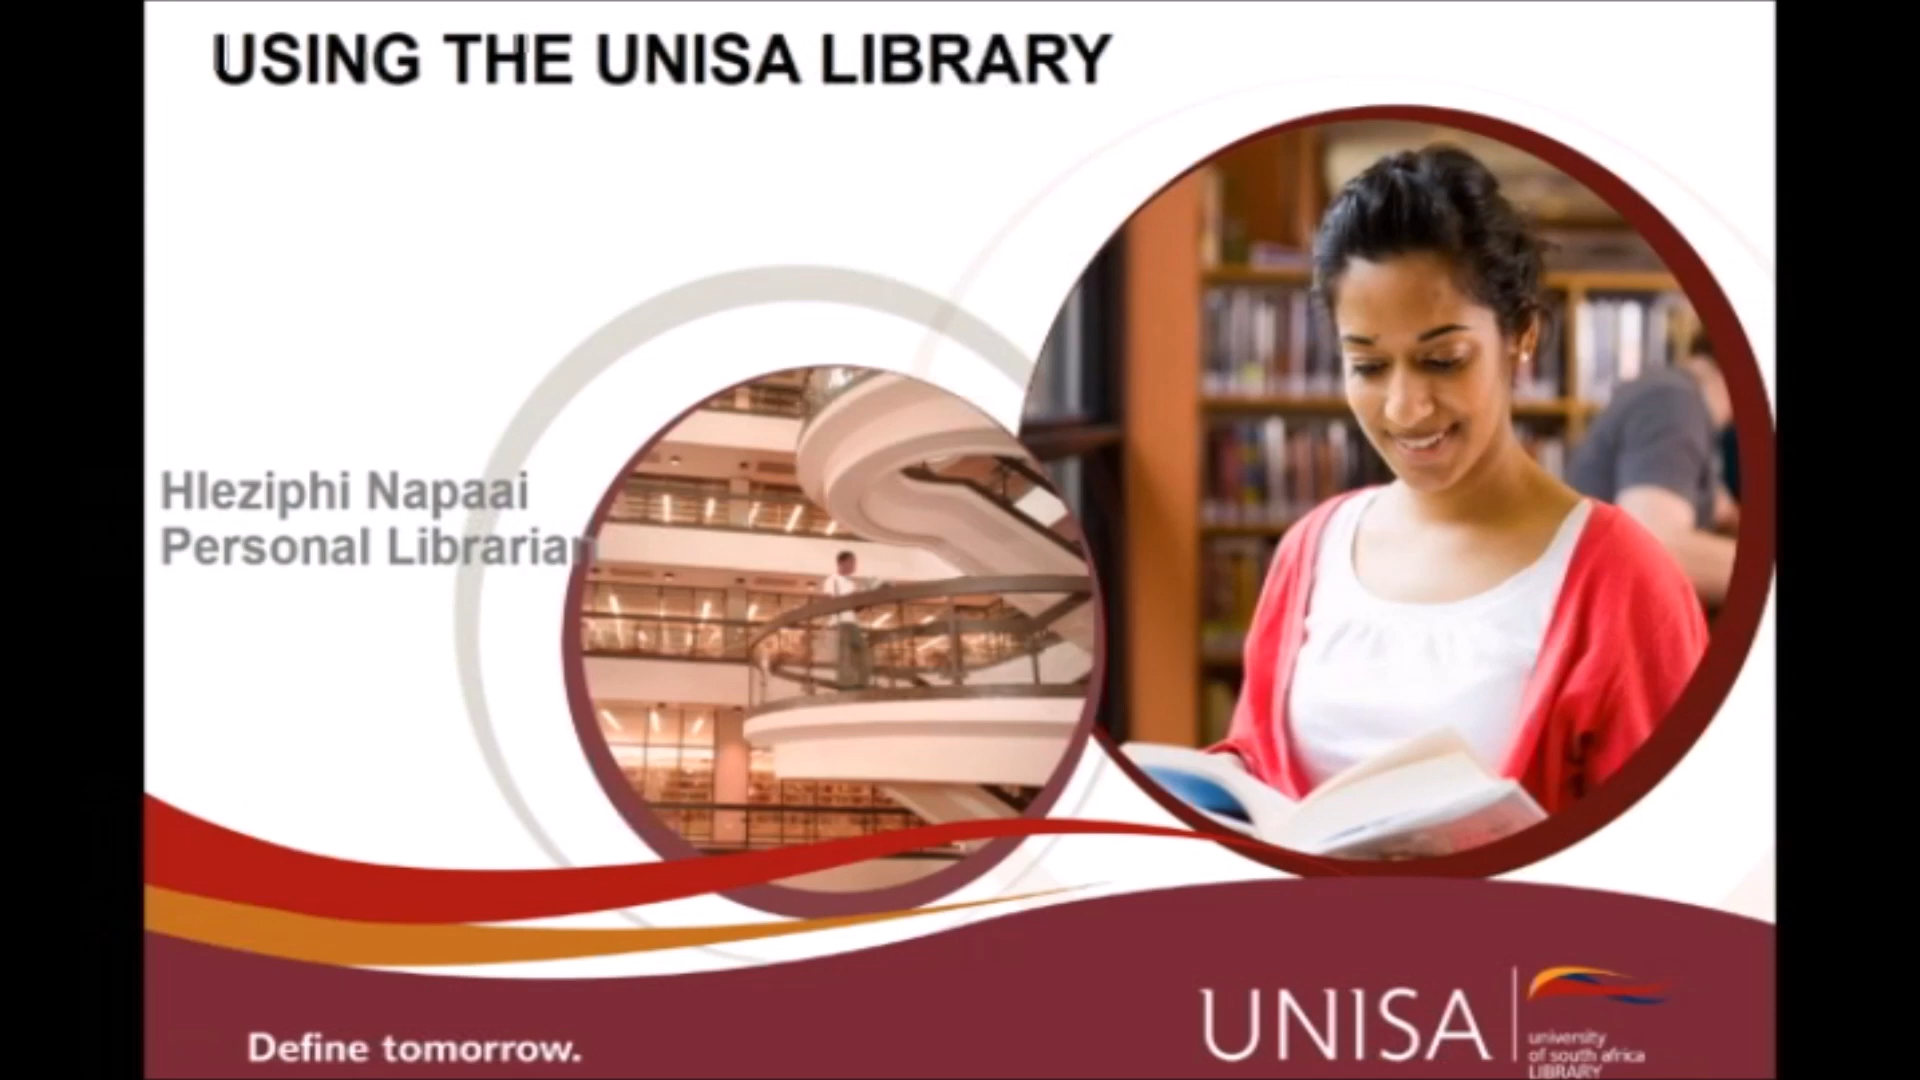 USING THE UNISA LIBRARY
Hleziphi Napaai
Personal Librarian
Define tomorrow.
UNISA
university
of south africa
LIBRARY